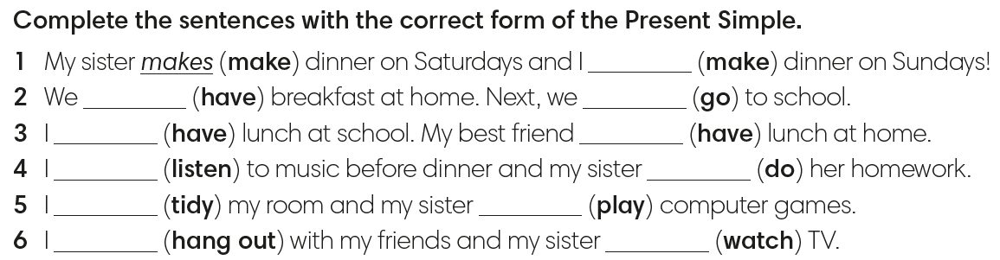 Complete the sentences with the correct form of the Present Simple.
1 My sister makes (make) dinner on Saturdays and I ________ (make) dinner on Sundays!
2 We ________ (have) breakfast at home. Next, we ________ (go) to school.
3 I ________ (have) lunch at school. My best friend ________ (have) lunch at home.
4 I ________ (listen) to music before dinner and my sister ________ (do) her homework.
5 I ________ (tidy) my room and my sister ________ (play) computer games.
6 I ________ (hang out) with my friends and my sister ________ (watch) TV.